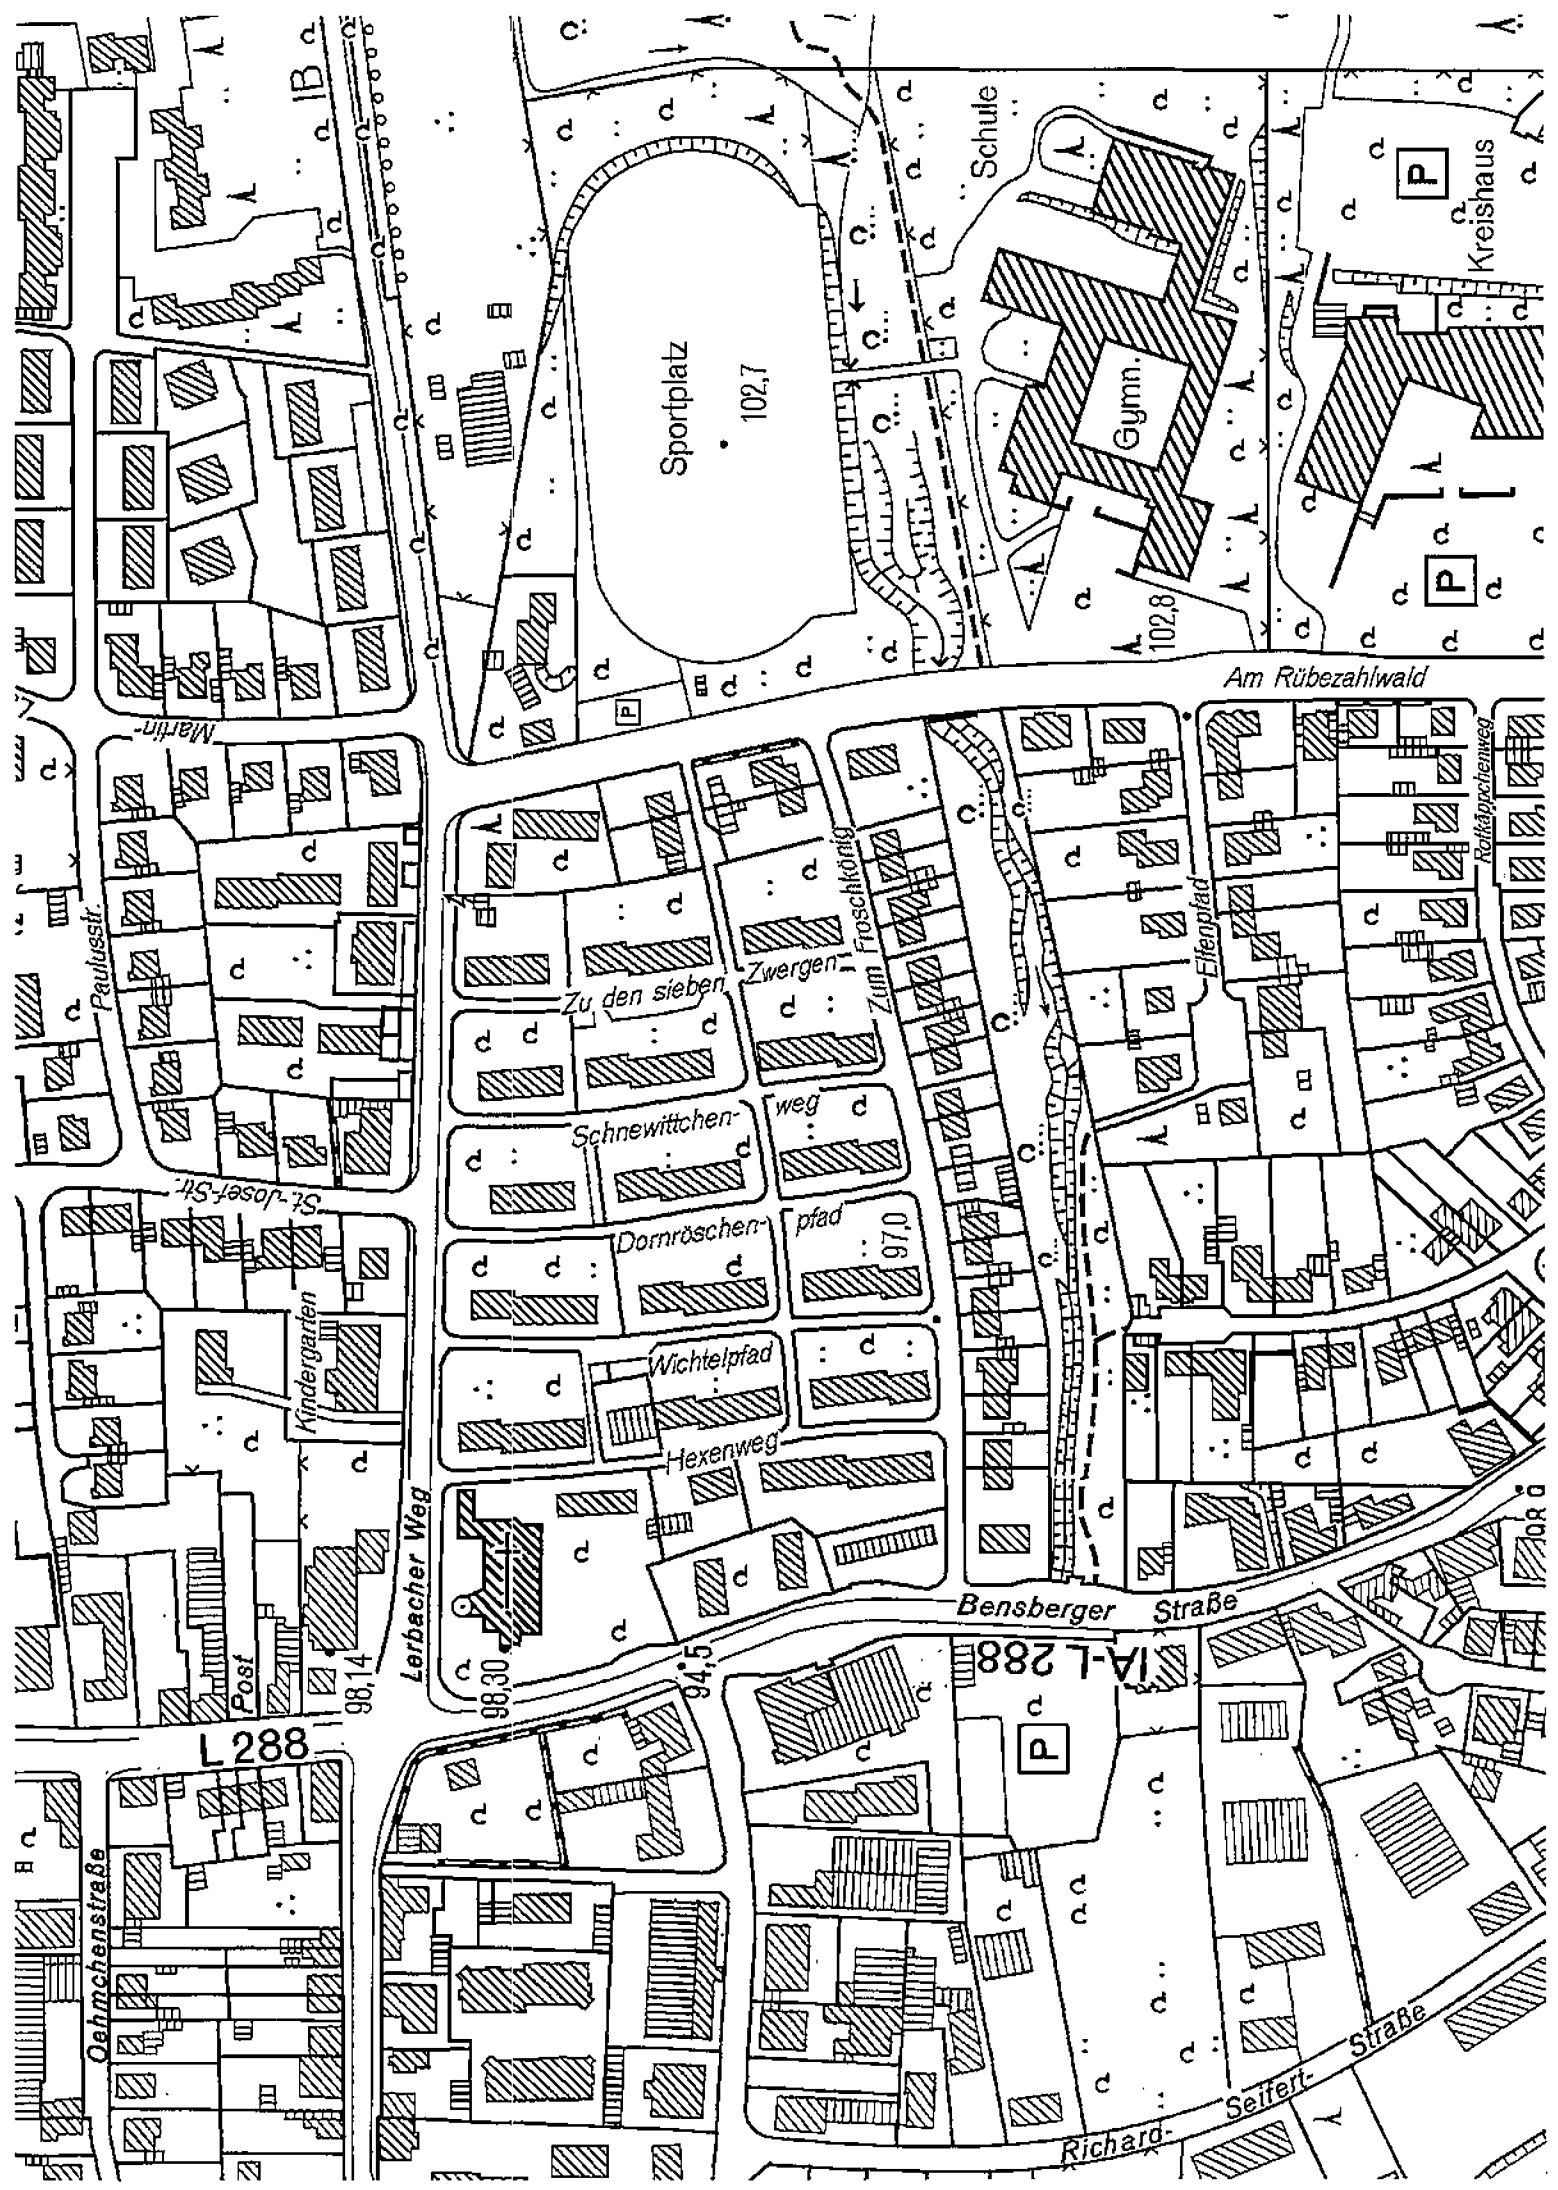 IB
Schule
P
Kreishaus
Sportplatz
102,7
Gymn.
P
102,8
Am Rübezahlwald
Martin-
P
Rotkäppchenweg
Zum Froschkönig
Elfenpfad
Paulusstr.
Zu den sieben Zwergen
Schnewittchen- weg
St.-Josef-Str.
Dornröschen- pfad
97,0
Kindergarten
Wichtelpfad
Hexenweg
Lerbacher Weg
Bensberger Straße
Post
98,14
98,30
94,5
IA-L 288
L 288
P
Oehmchenstraße
Richard- Seifert- Straße